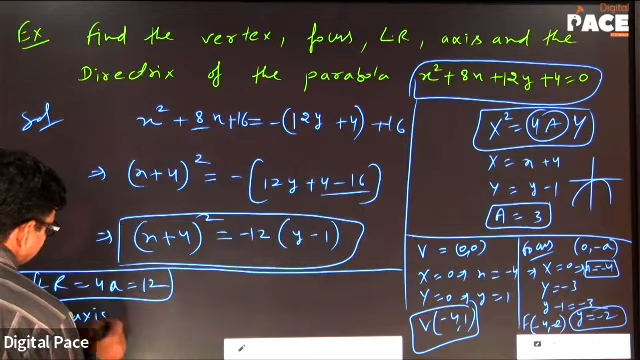 Digital
PACE
Ex Find the vertex, focus, LR, axis and the
Directrix of the parabola x² + 8x + 12y + 4 = 0
Sol x² + 8x + 16 = -(12y + 4) + 16
⇒ (x+4)² = -(12y + 4 - 16)
⇒ (x+4)² = -12 (y-1)
LR = 4a = 12
axis
X² = 4A Y
X = x + 4
Y = y - 1
A = 3
V = (0,0)
X = 0 ⇒ x = -4
Y = 0 ⇒ y = 1
V(-4,1)
Focus (0,-a)
⇒ X = 0 ⇒ x = -4
Y = -3
y - 1 = -3
F(-4,-2) y = -2
Digital Pace